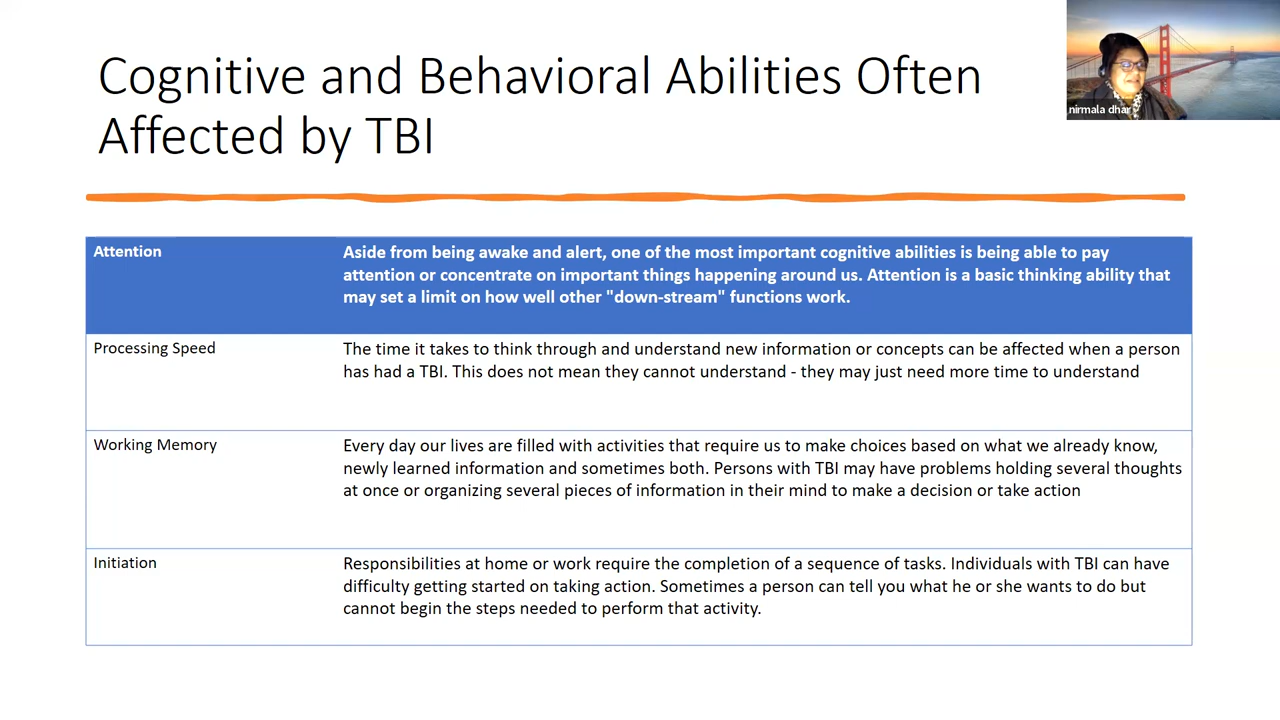 Cognitive and Behavioral Abilities Often
Affected by TBI
nirmala dhar
Attention
Aside from being awake and alert, one of the most important cognitive abilities is being able to pay
attention or concentrate on important things happening around us. Attention is a basic thinking ability that
may set a limit on how well other "down-stream" functions work.
Processing Speed
The time it takes to think through and understand new information or concepts can be affected when a person
has had a TBI. This does not mean they cannot understand - they may just need more time to understand
Working Memory
Every day our lives are filled with activities that require us to make choices based on what we already know,
newly learned information and sometimes both. Persons with TBI may have problems holding several thoughts
at once or organizing several pieces of information in their mind to make a decision or take action
Initiation
Responsibilities at home or work require the completion of a sequence of tasks. Individuals with TBI can have
difficulty getting started on taking action. Sometimes a person can tell you what he or she wants to do but
cannot begin the steps needed to perform that activity.